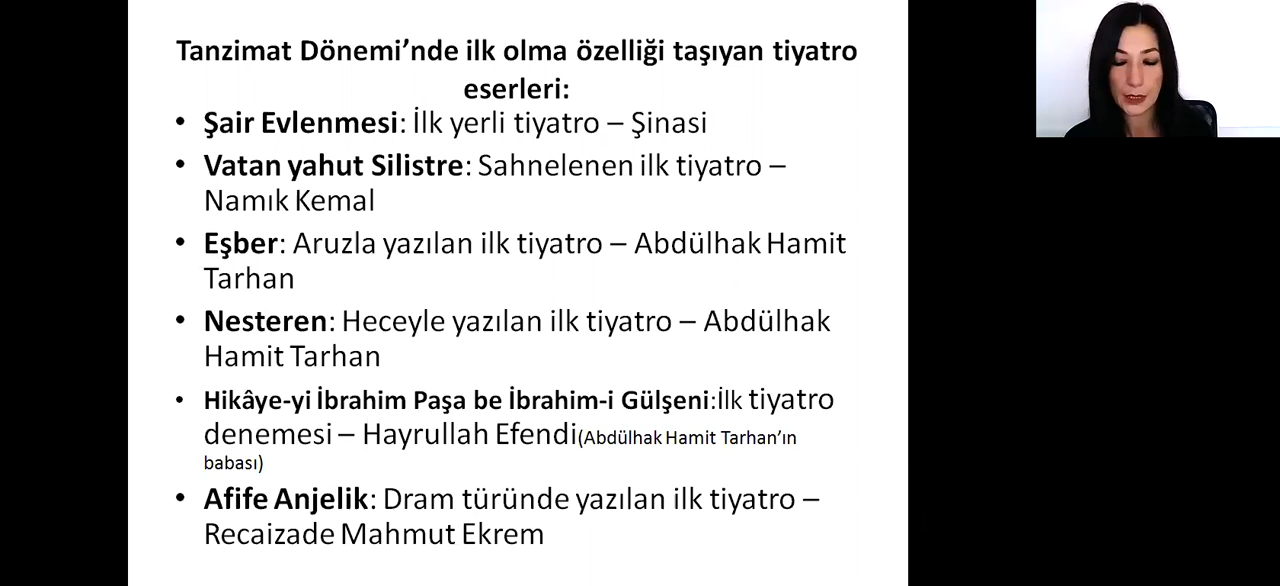 Tanzimat Dönemi’nde ilk olma özelliği taşıyan tiyatro
eserleri:
• Şair Evlenmesi: İlk yerli tiyatro – Şinasi
• Vatan yahut Silistre: Sahnelenen ilk tiyatro –
Namık Kemal
• Eşber: Aruzla yazılan ilk tiyatro – Abdülhak Hamit
Tarhan
• Nesteren: Heceyle yazılan ilk tiyatro – Abdülhak
Hamit Tarhan
• Hikâye-yi İbrahim Paşa be İbrahim-i Gülşeni:İlk tiyatro
denemesi – Hayrullah Efendi(Abdülhak Hamit Tarhan’ın
babası)
• Afife Anjelik: Dram türünde yazılan ilk tiyatro –
Recaizade Mahmut Ekrem